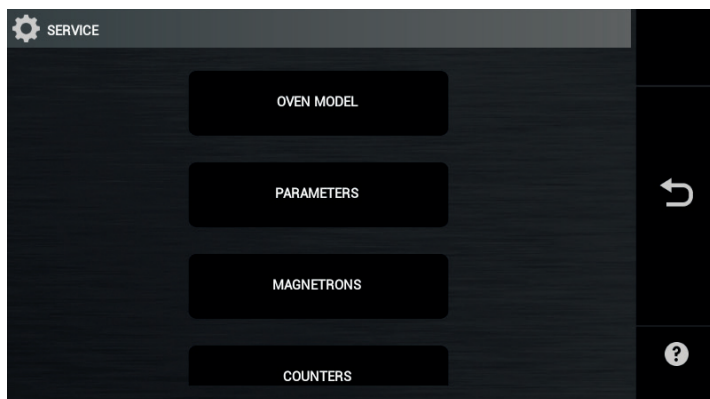 SERVICE
OVEN MODEL
PARAMETERS
MAGNETRONS
COUNTERS
?